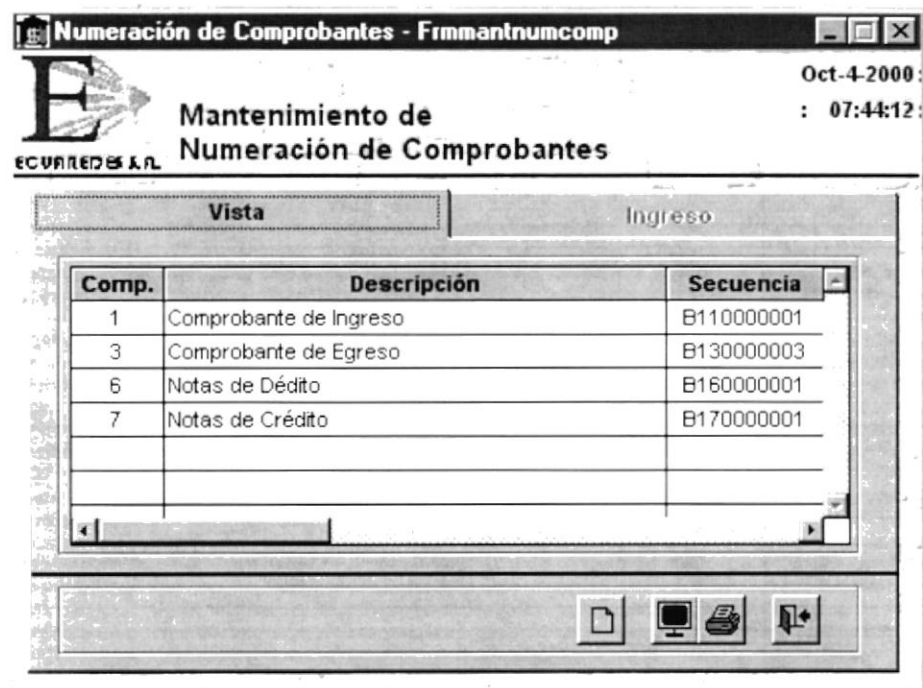 Numeración de Comprobantes - Frmmantnumcomp
Oct-4-2000:
: 07:44:12:
Mantenimiento de
Numeración de Comprobantes
ECUAREDES S.A.
Vista Ingreso
Comp. Descripción Secuencia
1 Comprobante de Ingreso B110000001
3 Comprobante de Egreso B130000003
6 Notas de Dédito B160000001
7 Notas de Crédito B170000001